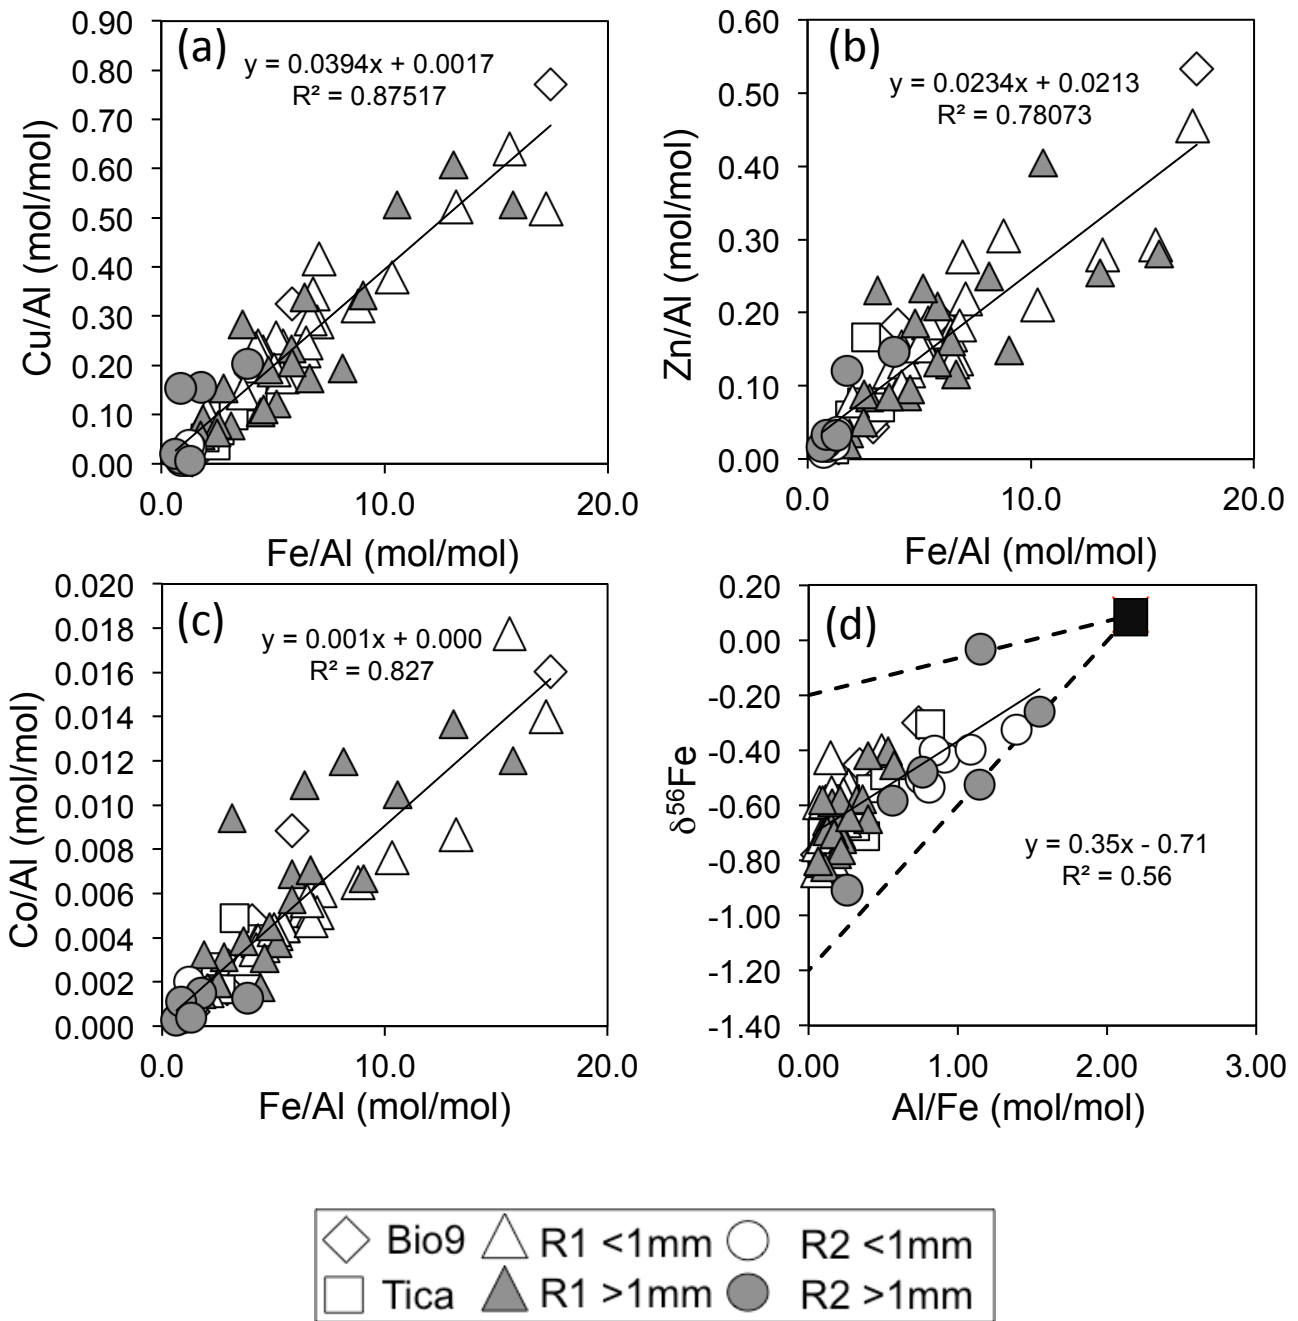 (a)
y = 0.0394x + 0.0017
R² = 0.87517
Cu/Al (mol/mol)
0.90
0.80
0.70
0.60
0.50
0.40
0.30
0.20
0.10
0.00
0.0
10.0
20.0
Fe/Al (mol/mol)
(b)
y = 0.0234x + 0.0213
R² = 0.78073
Zn/Al (mol/mol)
0.60
0.50
0.40
0.30
0.20
0.10
0.00
0.0
10.0
20.0
Fe/Al (mol/mol)
(c)
y = 0.001x + 0.000
R² = 0.827
Co/Al (mol/mol)
0.020
0.018
0.016
0.014
0.012
0.010
0.008
0.006
0.004
0.002
0.000
0.0
10.0
20.0
Fe/Al (mol/mol)
(d)
y = 0.35x - 0.71
R² = 0.56
δ⁵⁶Fe
0.20
0.00
-0.20
-0.40
-0.60
-0.80
-1.00
-1.20
-1.40
0.00
1.00
2.00
3.00
Al/Fe (mol/mol)
Bio9
R1 <1mm
R2 <1mm
Tica
R1 >1mm
R2 >1mm